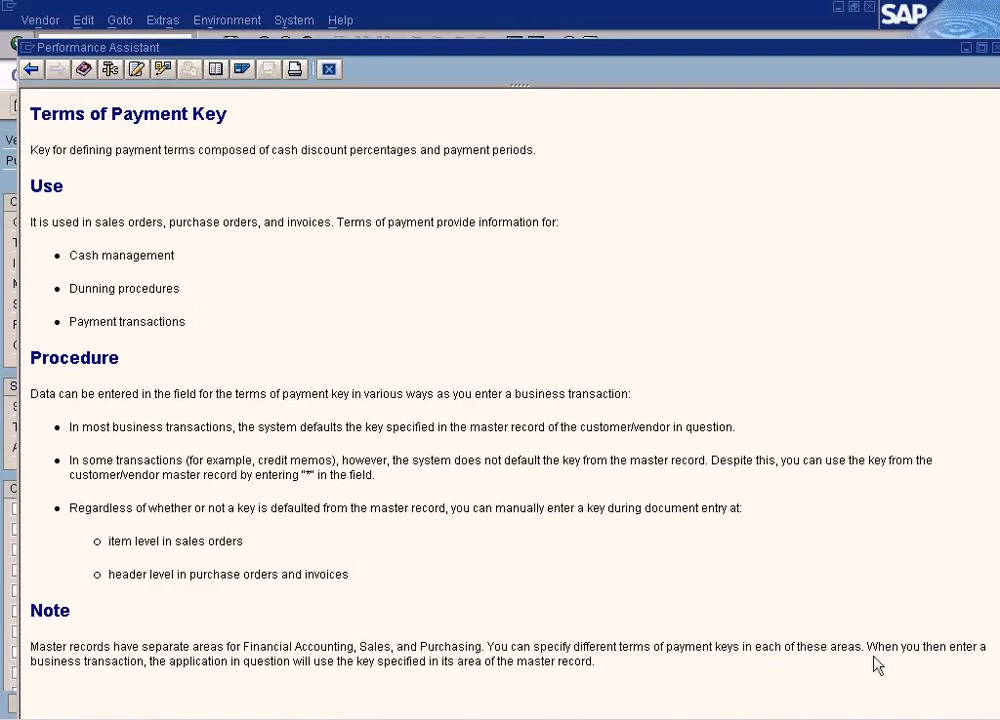 Vendor Edit Goto Extras Environment System Help
SAP
Performance Assistant
Terms of Payment Key
Key for defining payment terms composed of cash discount percentages and payment periods.
Use
It is used in sales orders, purchase orders, and invoices. Terms of payment provide information for:
Cash management
Dunning procedures
Payment transactions
Procedure
Data can be entered in the field for the terms of payment key in various ways as you enter a business transaction:
In most business transactions, the system defaults the key specified in the master record of the customer/vendor in question.
In some transactions (for example, credit memos), however, the system does not default the key from the master record. Despite this, you can use the key from the
customer/vendor master record by entering "*" in the field.
Regardless of whether or not a key is defaulted from the master record, you can manually enter a key during document entry at:
item level in sales orders
header level in purchase orders and invoices
Note
Master records have separate areas for Financial Accounting, Sales, and Purchasing. You can specify different terms of payment keys in each of these areas. When you then enter a
business transaction, the application in question will use the key specified in its area of the master record.